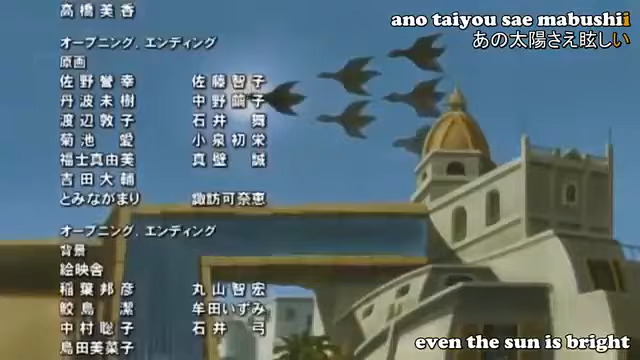 高橋美香
オープニング．エンディング
原画
佐野誉幸　佐藤智子
丹波未樹　中野繭子
渡辺敦子　石井　舞
菊池　愛　小泉初栄
福士真由美　真壁　誠
吉田大輔
とみながまり　諏訪可奈恵
オープニング．エンディング
背景
絵映舎
稲葉邦彦　丸山智宏
鮫島　潔　牟田いずみ
中村聡子　石井　弓
島田美菜子
ano taiyou sae mabushii
あの太陽さえ眩しい
even the sun is bright